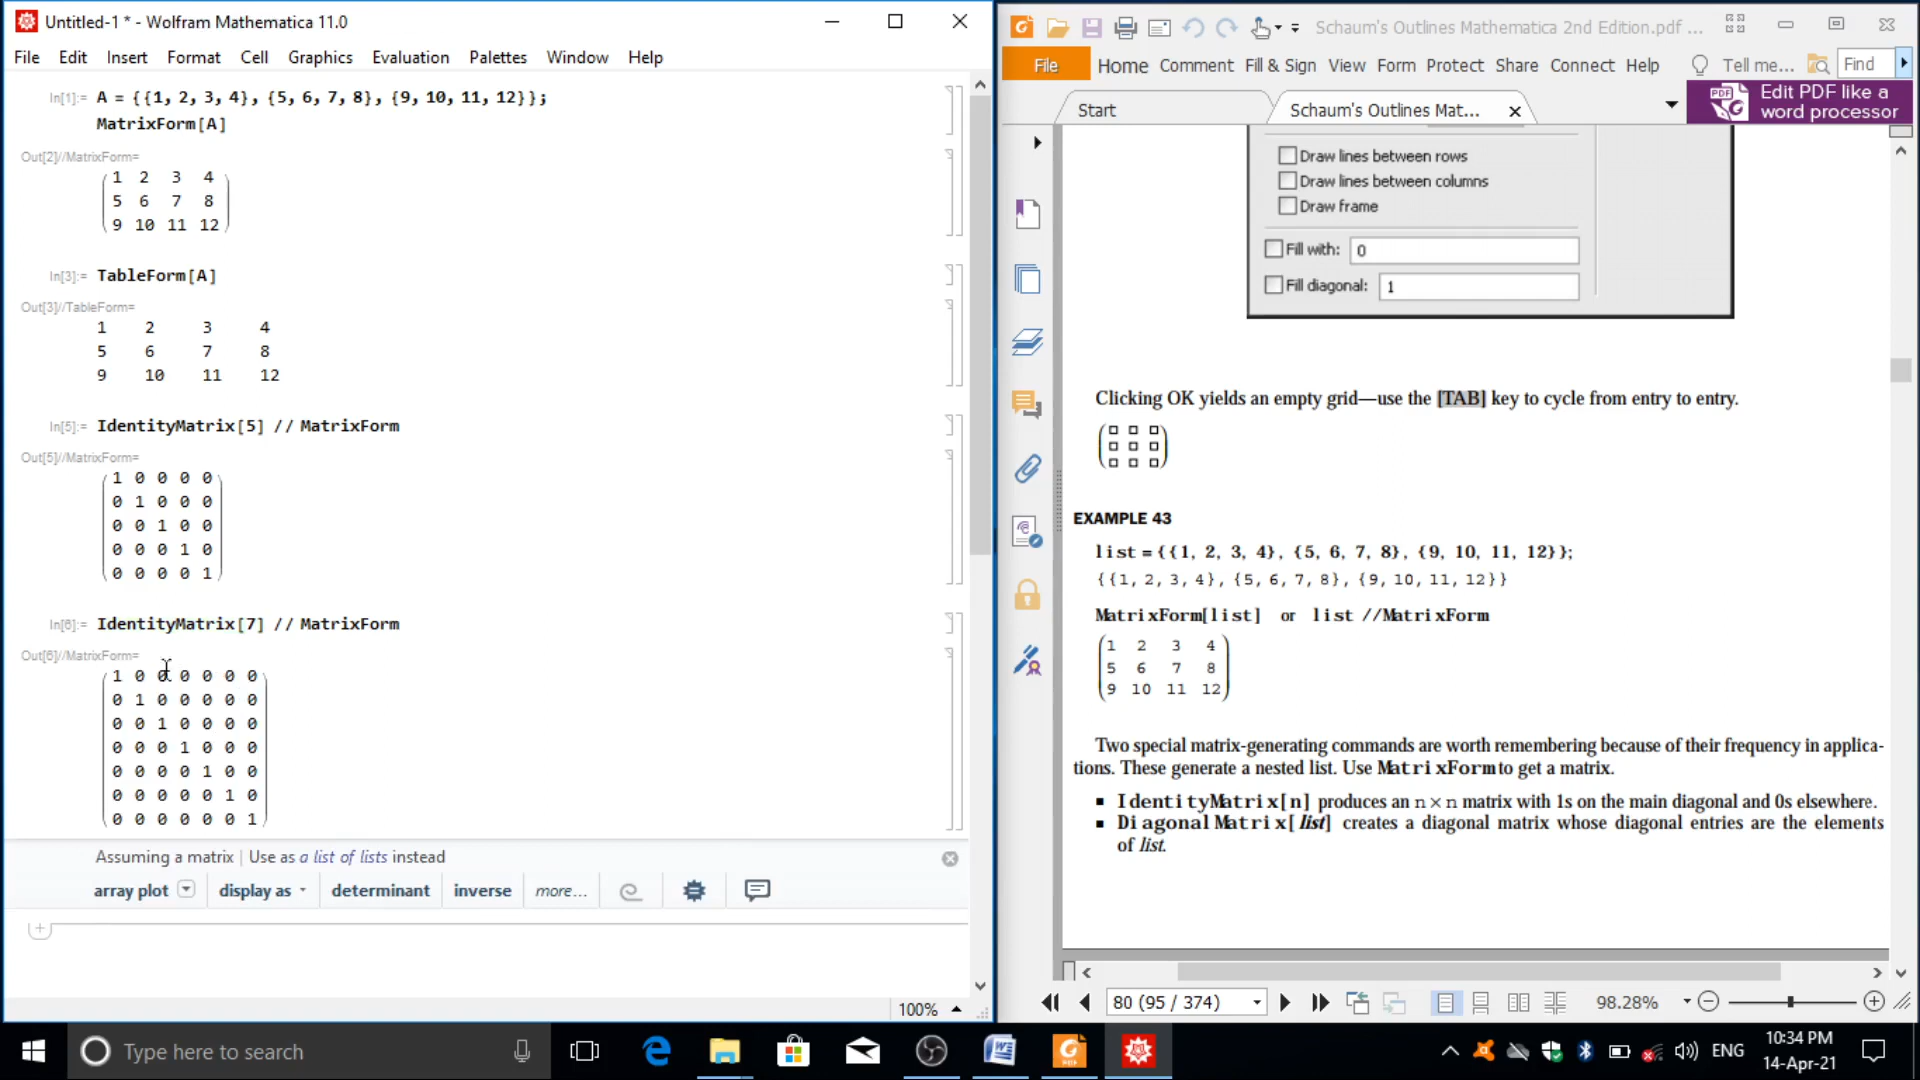 Untitled-1 * - Wolfram Mathematica 11.0
File Edit Insert Format Cell Graphics Evaluation Palettes Window Help
In[1]:= A = {{1, 2, 3, 4}, {5, 6, 7, 8}, {9, 10, 11, 12}};
MatrixForm[A]
Out[2]//MatrixForm=
1 2 3 4
5 6 7 8
9 10 11 12
In[3]:= TableForm[A]
Out[3]//TableForm=
1 2 3 4
5 6 7 8
9 10 11 12
In[5]:= IdentityMatrix[5] // MatrixForm
Out[5]//MatrixForm=
1 0 0 0 0
0 1 0 0 0
0 0 1 0 0
0 0 0 1 0
0 0 0 0 1
In[6]:= IdentityMatrix[7] // MatrixForm
Out[6]//MatrixForm=
1 0 0 0 0 0 0
0 1 0 0 0 0 0
0 0 1 0 0 0 0
0 0 0 1 0 0 0
0 0 0 0 1 0 0
0 0 0 0 0 1 0
0 0 0 0 0 0 1
Assuming a matrix | Use as a list of lists instead
array plot display as determinant inverse more...
100%
Schaum's Outlines Mathematica 2nd Edition.pdf ...
File Home Comment Fill & Sign View Form Protect Share Connect Help Tell me... Find
Start Schaum's Outlines Mat...
PDF Edit PDF like a
word processor
Draw lines between rows
Draw lines between columns
Draw frame
Fill with: 0
Fill diagonal: 1
Clicking OK yields an empty grid—use the [TAB] key to cycle from entry to entry.
EXAMPLE 43
list = {{1, 2, 3, 4}, {5, 6, 7, 8}, {9, 10, 11, 12}};
{{1, 2, 3, 4}, {5, 6, 7, 8}, {9, 10, 11, 12}}
MatrixForm[list] or list //MatrixForm
1 2 3 4
5 6 7 8
9 10 11 12
Two special matrix-generating commands are worth remembering because of their frequency in applica-
tions. These generate a nested list. Use MatrixForm to get a matrix.
▪ IdentityMatrix[n] produces an n × n matrix with 1s on the main diagonal and 0s elsewhere.
▪ DiagonalMatrix[list] creates a diagonal matrix whose diagonal entries are the elements
of list.
80 (95 / 374) 98.28%
Type here to search
ENG
10:34 PM
14-Apr-21